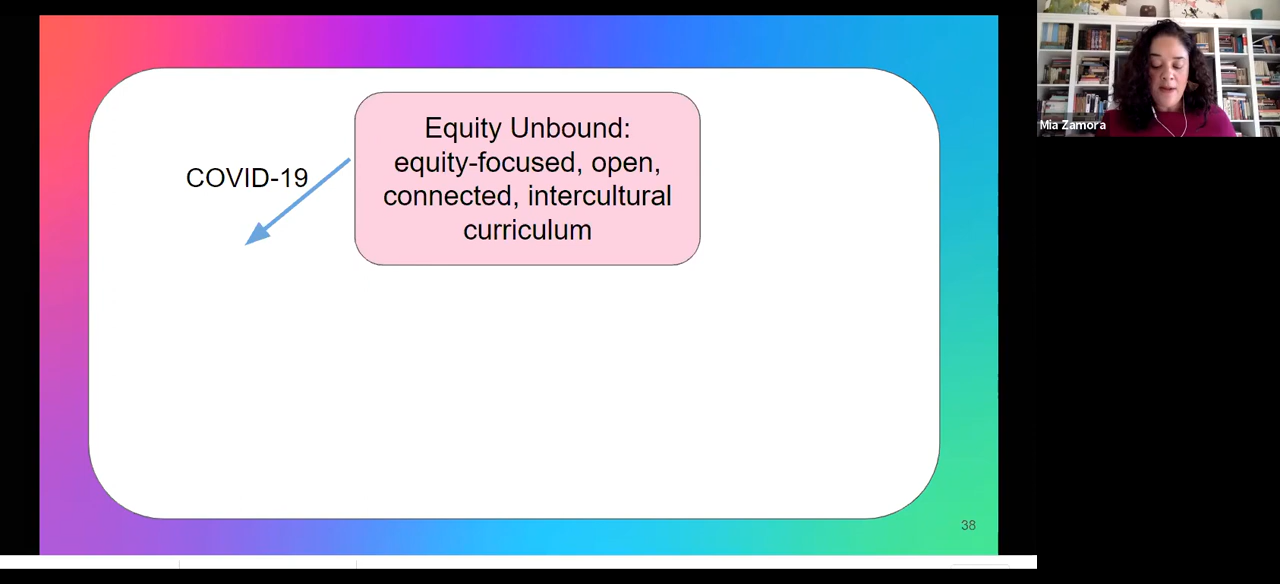 Equity Unbound:
equity-focused, open,
connected, intercultural
curriculum
COVID-19
38
Mia Zamora